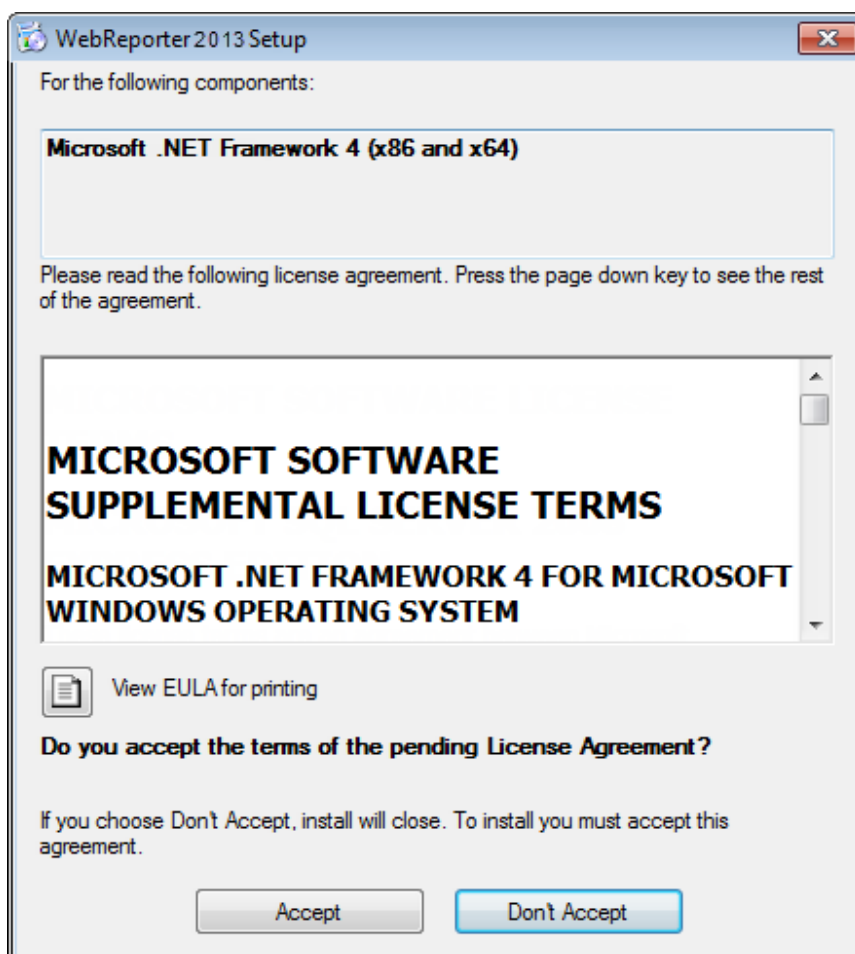 WebReporter 2013 Setup
For the following components:
Microsoft .NET Framework 4 (x86 and x64)
Please read the following license agreement. Press the page down key to see the rest
of the agreement.
MICROSOFT SOFTWARE
SUPPLEMENTAL LICENSE TERMS
MICROSOFT .NET FRAMEWORK 4 FOR MICROSOFT
WINDOWS OPERATING SYSTEM
View EULA for printing
Do you accept the terms of the pending License Agreement?
If you choose Don't Accept, install will close. To install you must accept this
agreement.
Accept
Don't Accept